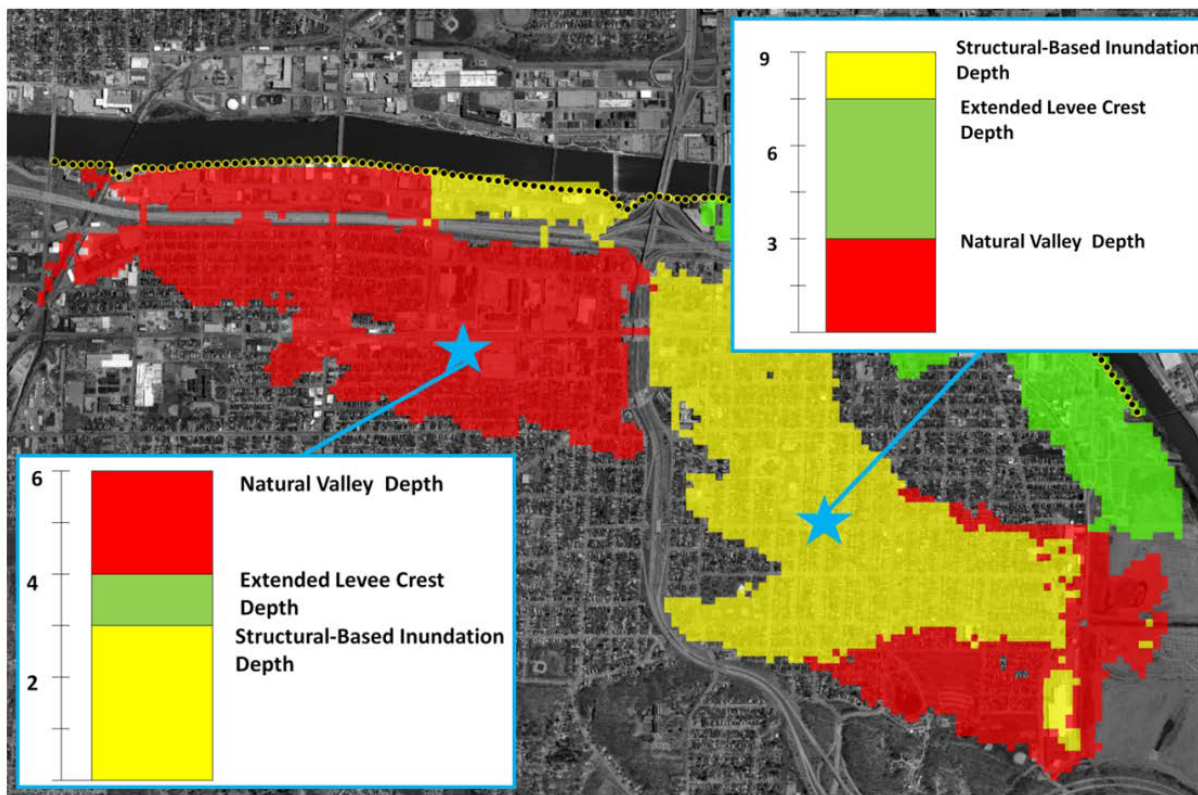 9
Structural-Based Inundation
Depth
Extended Levee Crest
Depth
6
3
Natural Valley Depth
6
Natural Valley Depth
4
Extended Levee Crest
Depth
Structural-Based Inundation
Depth
2